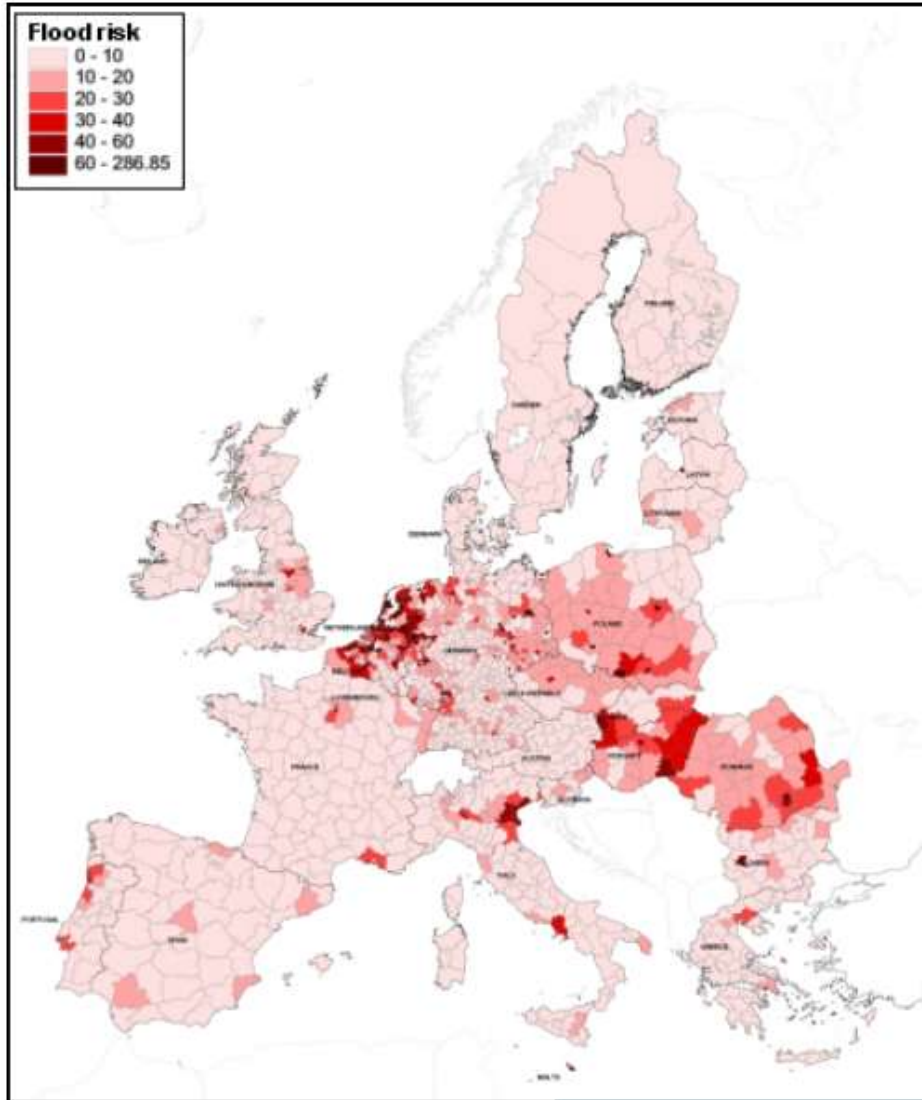 Flood risk
0 - 10
10 - 20
20 - 30
30 - 40
40 - 60
60 - 286.85
FINLAND
SWEDEN
ESTONIA
LATVIA
LITHUANIA
DENMARK
IRELAND
UNITED KINGDOM
POLAND
GERMANY
CZECH REPUBLIC
LUXEMBOURG
FRANCE
AUSTRIA
HUNGARY
ROMANIA
SLOVENIA
ITALY
PORTUGAL
SPAIN
GREECE
MALTA